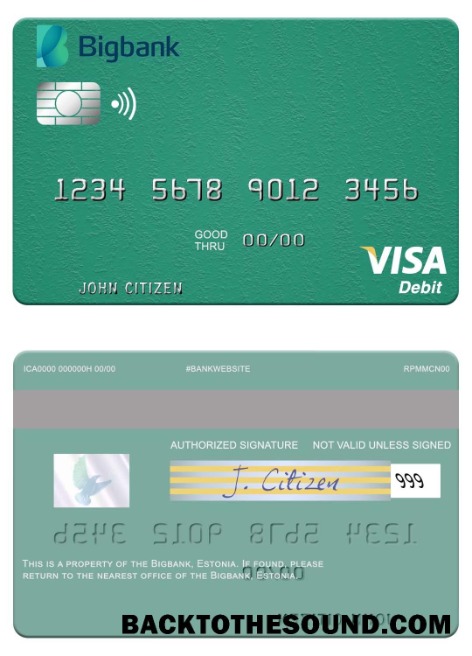 Bigbank
1234 5678 9012 3456
GOOD
THRU 00/00
VISA
Debit
JOHN CITIZEN
ICA0000 000000H 00/00 #BANKWEBSITE RPMMCN00
AUTHORIZED SIGNATURE NOT VALID UNLESS SIGNED
J. Citizen 999
THIS IS A PROPERTY OF THE BIGBANK, ESTONIA. IF FOUND, PLEASE
RETURN TO THE NEAREST OFFICE OF THE BIGBANK, ESTONIA.
BACKTOTHESOUND.COM